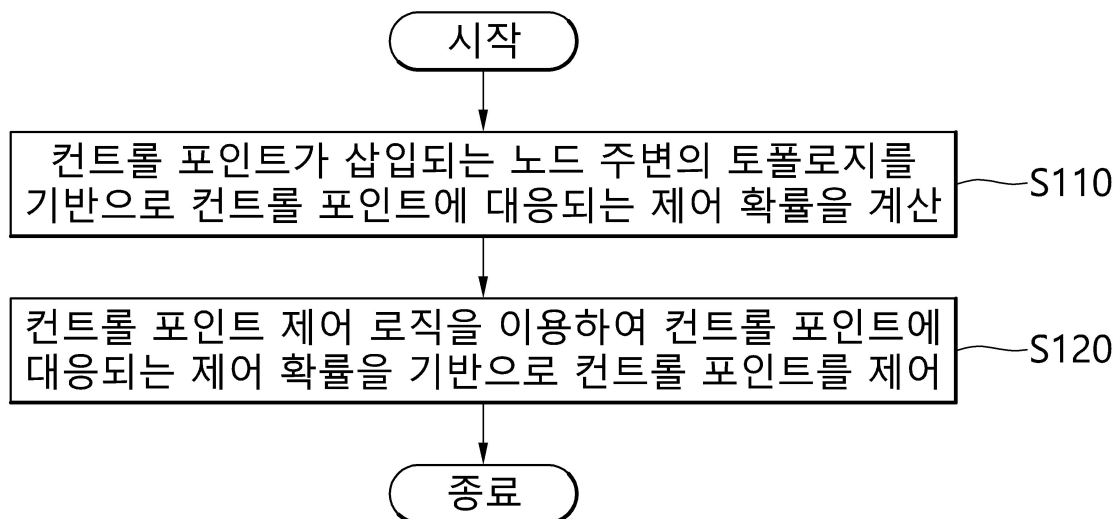 시작
컨트롤 포인트가 삽입되는 노드 주변의 토폴로지를
기반으로 컨트롤 포인트에 대응되는 제어 확률을 계산
S110
컨트롤 포인트 제어 로직을 이용하여 컨트롤 포인트에
대응되는 제어 확률을 기반으로 컨트롤 포인트를 제어
S120
종료